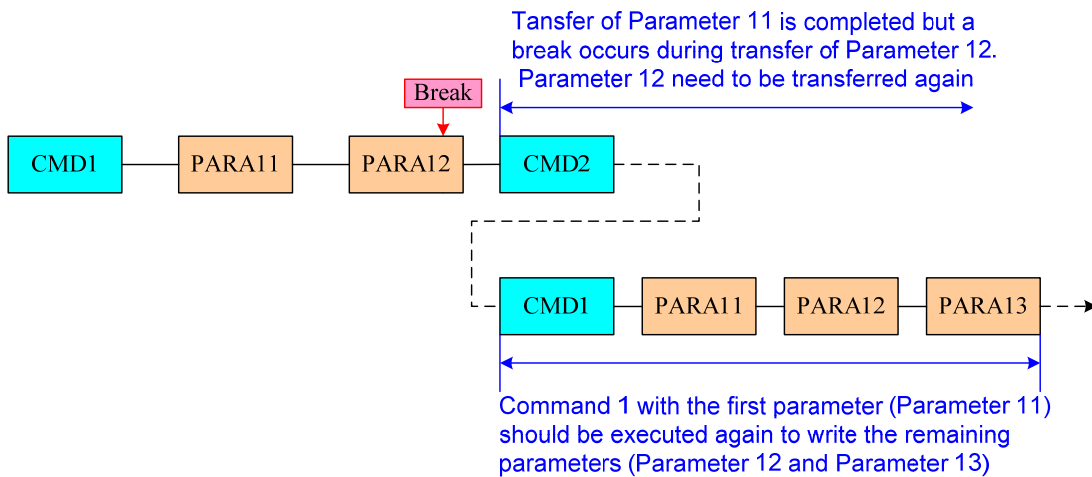 Tansfer of Parameter 11 is completed but a
break occurs during transfer of Parameter 12.
Parameter 12 need to be transferred again
Break
CMD1 PARA11 PARA12 CMD2
CMD1 PARA11 PARA12 PARA13
Command 1 with the first parameter (Parameter 11)
should be executed again to write the remaining
parameters (Parameter 12 and Parameter 13)